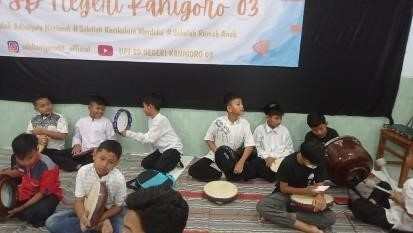 SD Negeri Kanigoro 03
Sekolah Adiwiyata Nasional #Sekolah Kurikulum Merdeka #Sekolah Ramah Anak
UPT SD NEGERI KANIGORO 03